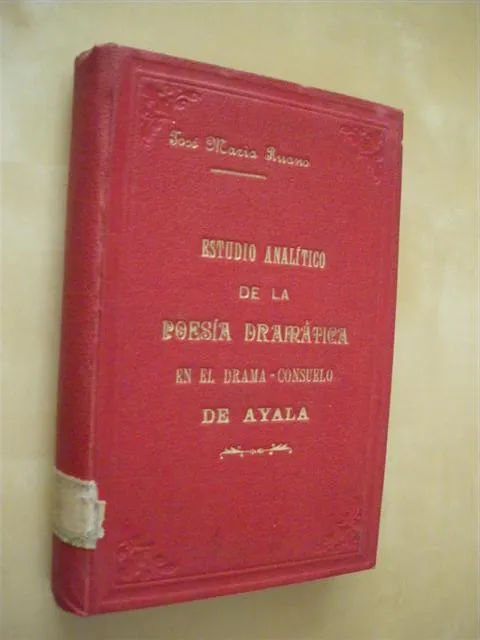 José María Ruano
ESTUDIO ANALÍTICO
DE LA
POESÍA DRAMÁTICA
EN EL DRAMA-CONSUELO
DE AYALA